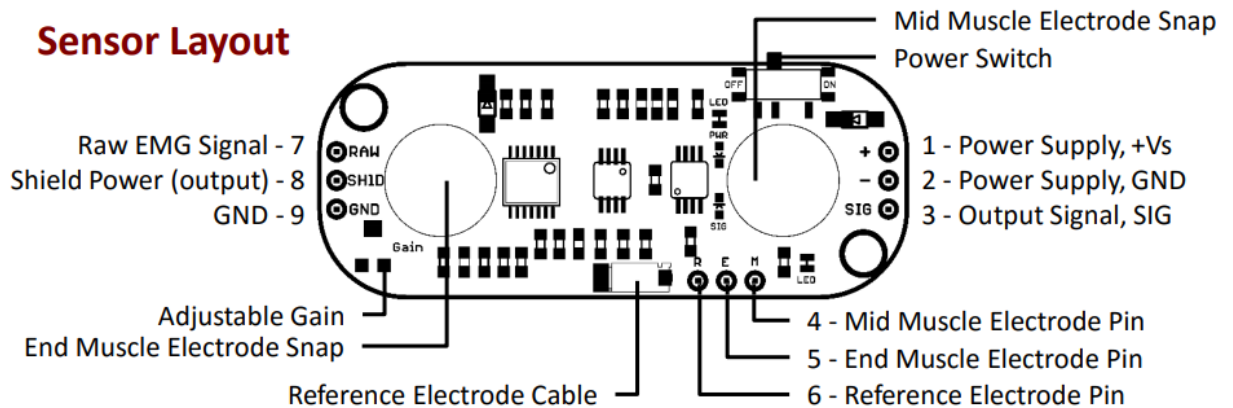 Sensor Layout
Mid Muscle Electrode Snap
Power Switch
OFF
ON
LED
PWR
Raw EMG Signal - 7
Shield Power (output) - 8
GND - 9
RAW
SHID
GND
+
-
SIG
1 - Power Supply, +Vs
2 - Power Supply, GND
3 - Output Signal, SIG
SIG
Gain
R E M
LED
Adjustable Gain
End Muscle Electrode Snap
Reference Electrode Cable
4 - Mid Muscle Electrode Pin
5 - End Muscle Electrode Pin
6 - Reference Electrode Pin